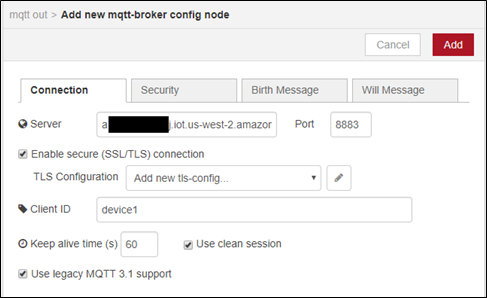 mqtt out > Add new mqtt-broker config node
Cancel Add
Connection Security Birth Message Will Message
Server a j.iot.us-west-2.amazor Port 8883
Enable secure (SSL/TLS) connection
TLS Configuration Add new tls-config...
Client ID device1
Keep alive time (s) 60 Use clean session
Use legacy MQTT 3.1 support